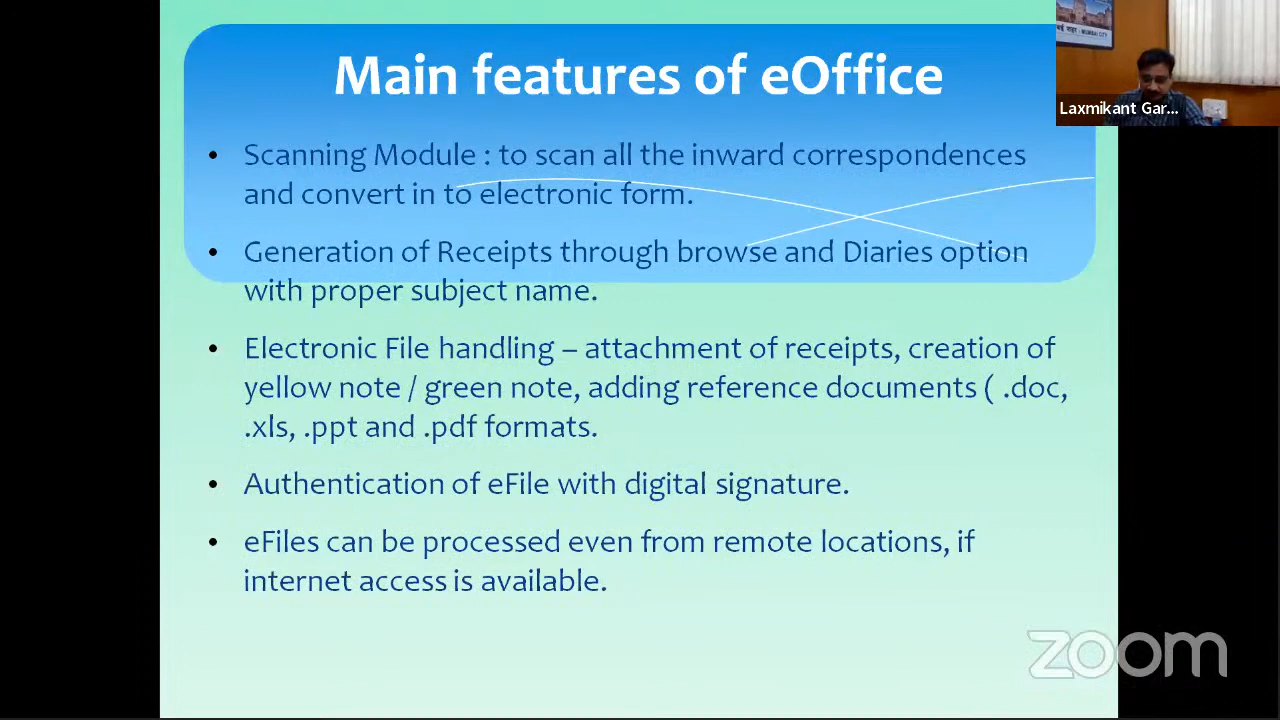 Main features of eOffice
• Scanning Module : to scan all the inward correspondences
and convert in to electronic form.
• Generation of Receipts through browse and Diaries option
with proper subject name.
• Electronic File handling – attachment of receipts, creation of
yellow note / green note, adding reference documents ( .doc,
.xls, .ppt and .pdf formats.
• Authentication of eFile with digital signature.
• eFiles can be processed even from remote locations, if
internet access is available.
MUMBAI CITY
Laxmikant Gar...
zoom